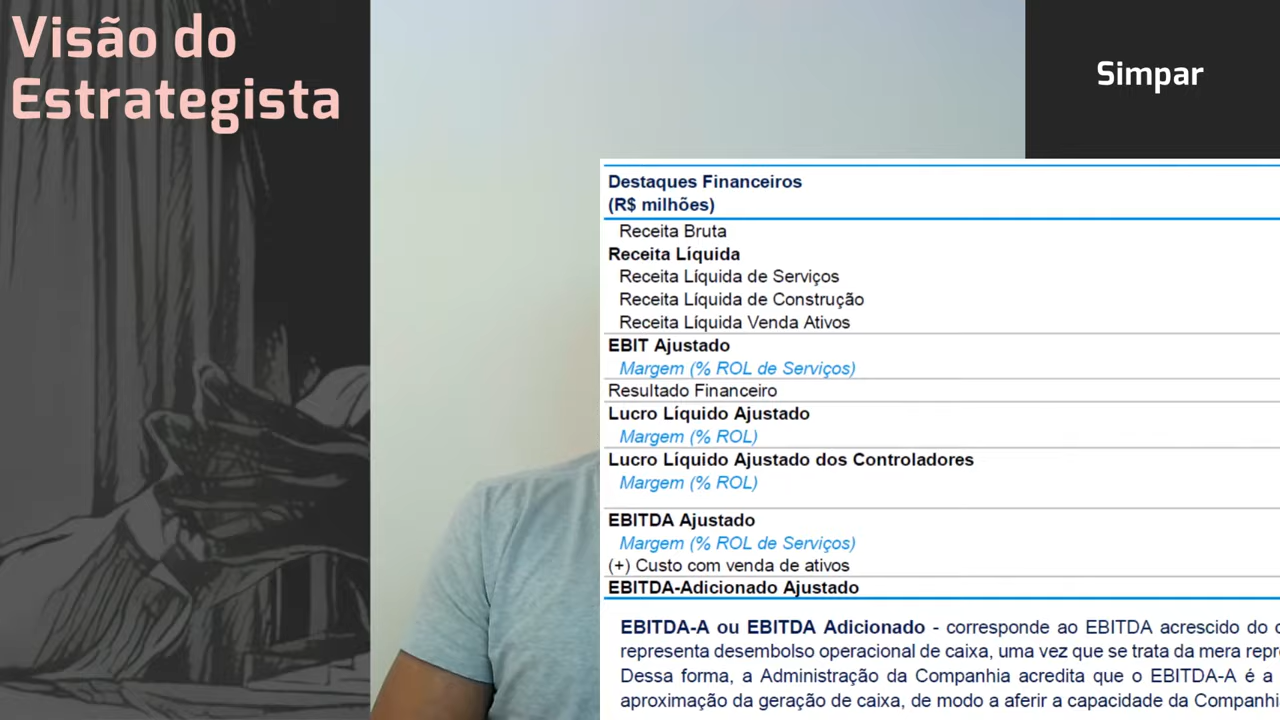 Visão do
Estrategista
Simpar
Destaques Financeiros
(R$ milhões)
Receita Bruta
Receita Líquida
Receita Líquida de Serviços
Receita Líquida de Construção
Receita Líquida Venda Ativos
EBIT Ajustado
Margem (% ROL de Serviços)
Resultado Financeiro
Lucro Líquido Ajustado
Margem (% ROL)
Lucro Líquido Ajustado dos Controladores
Margem (% ROL)
EBITDA Ajustado
Margem (% ROL de Serviços)
(+) Custo com venda de ativos
EBITDA-Adicionado Ajustado
EBITDA-A ou EBITDA Adicionado - corresponde ao EBITDA acrescido do
representa desembolso operacional de caixa, uma vez que se trata da mera
Dessa forma, a Administração da Companhia acredita que o EBITDA-A é a
aproximação da geração de caixa, de modo a aferir a capacidade da